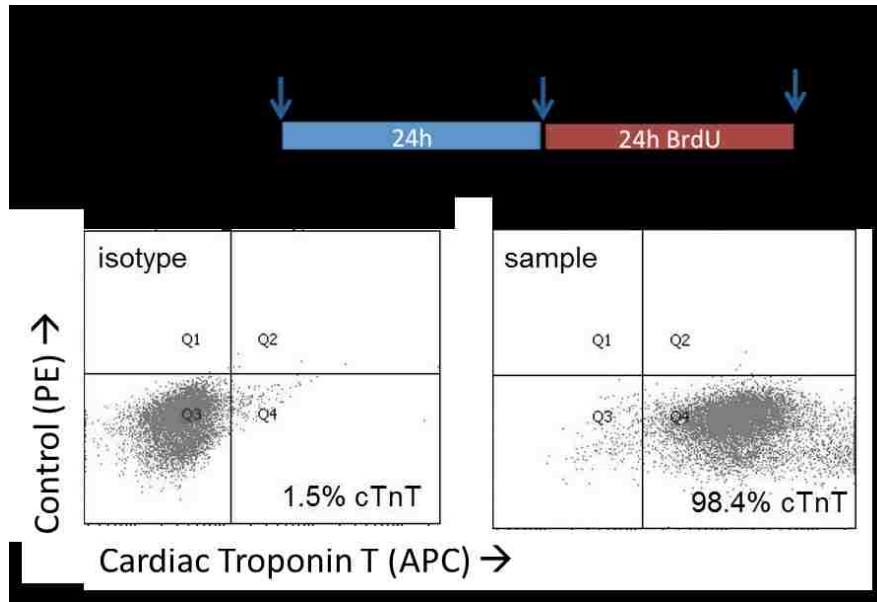 24h
24h BrdU
isotype
Q1
Q2
Q3
Q4
1.5% cTnT
sample
Q1
Q2
Q3
Q4
98.4% cTnT
Control (PE) →
Cardiac Troponin T (APC) →